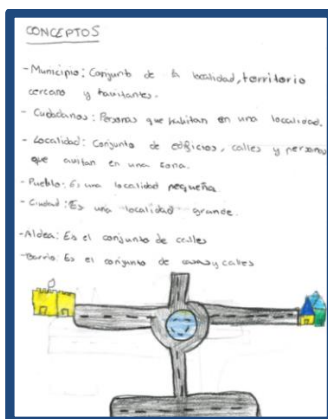 CONCEPTOS
- Municipio: Conjunto de la localidad, territorio
cercano y havitantes.
- Ciudadanos: Personas que habitan en una localidad.
- Localidad: Conjunto de edificios, calles y personas
que avitan en una zona.
- Pueblo: Es una localidad pequeña.
- Ciudad: Es una localidad grande.
- Aldea: Es el conjunto de calles
- Barrio: Es el conjunto de casas y calles